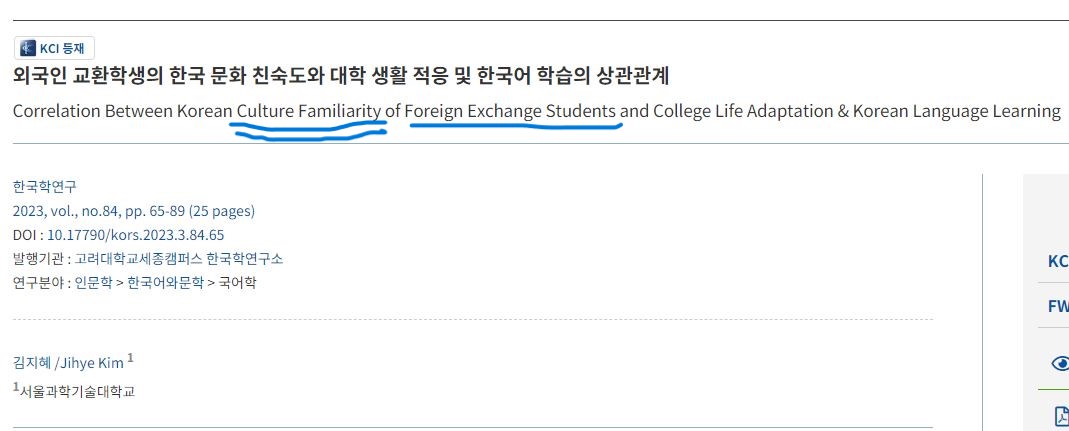 KCI 등재
외국인 교환학생의 한국 문화 친숙도와 대학 생활 적응 및 한국어 학습의 상관관계
Correlation Between Korean Culture Familiarity of Foreign Exchange Students and College Life Adaptation & Korean Language Learning
한국학연구
2023, vol., no.84, pp. 65-89 (25 pages)
DOI : 10.17790/kors.2023.3.84.65
발행기관 : 고려대학교세종캠퍼스 한국학연구소
연구분야 : 인문학 > 한국어와문학 > 국어학
김지혜 /Jihye Kim 1
1서울과학기술대학교
KC
FW